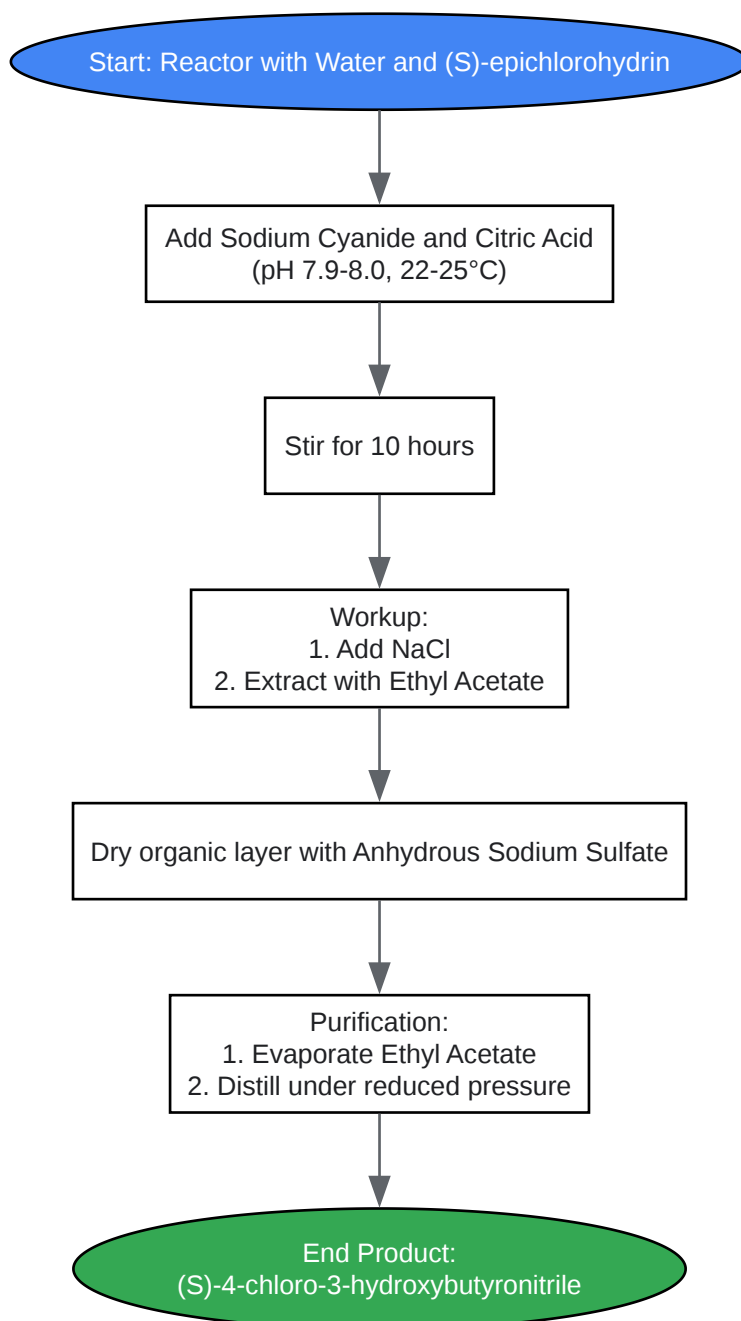 Start: Reactor with Water and (S)-epichlorohydrin
Add Sodium Cyanide and Citric Acid
(pH 7.9-8.0, 22-25°C)
Stir for 10 hours
Workup:
1. Add NaCl
2. Extract with Ethyl Acetate
Dry organic layer with Anhydrous Sodium Sulfate
Purification:
1. Evaporate Ethyl Acetate
2. Distill under reduced pressure
End Product:
(S)-4-chloro-3-hydroxybutyronitrile